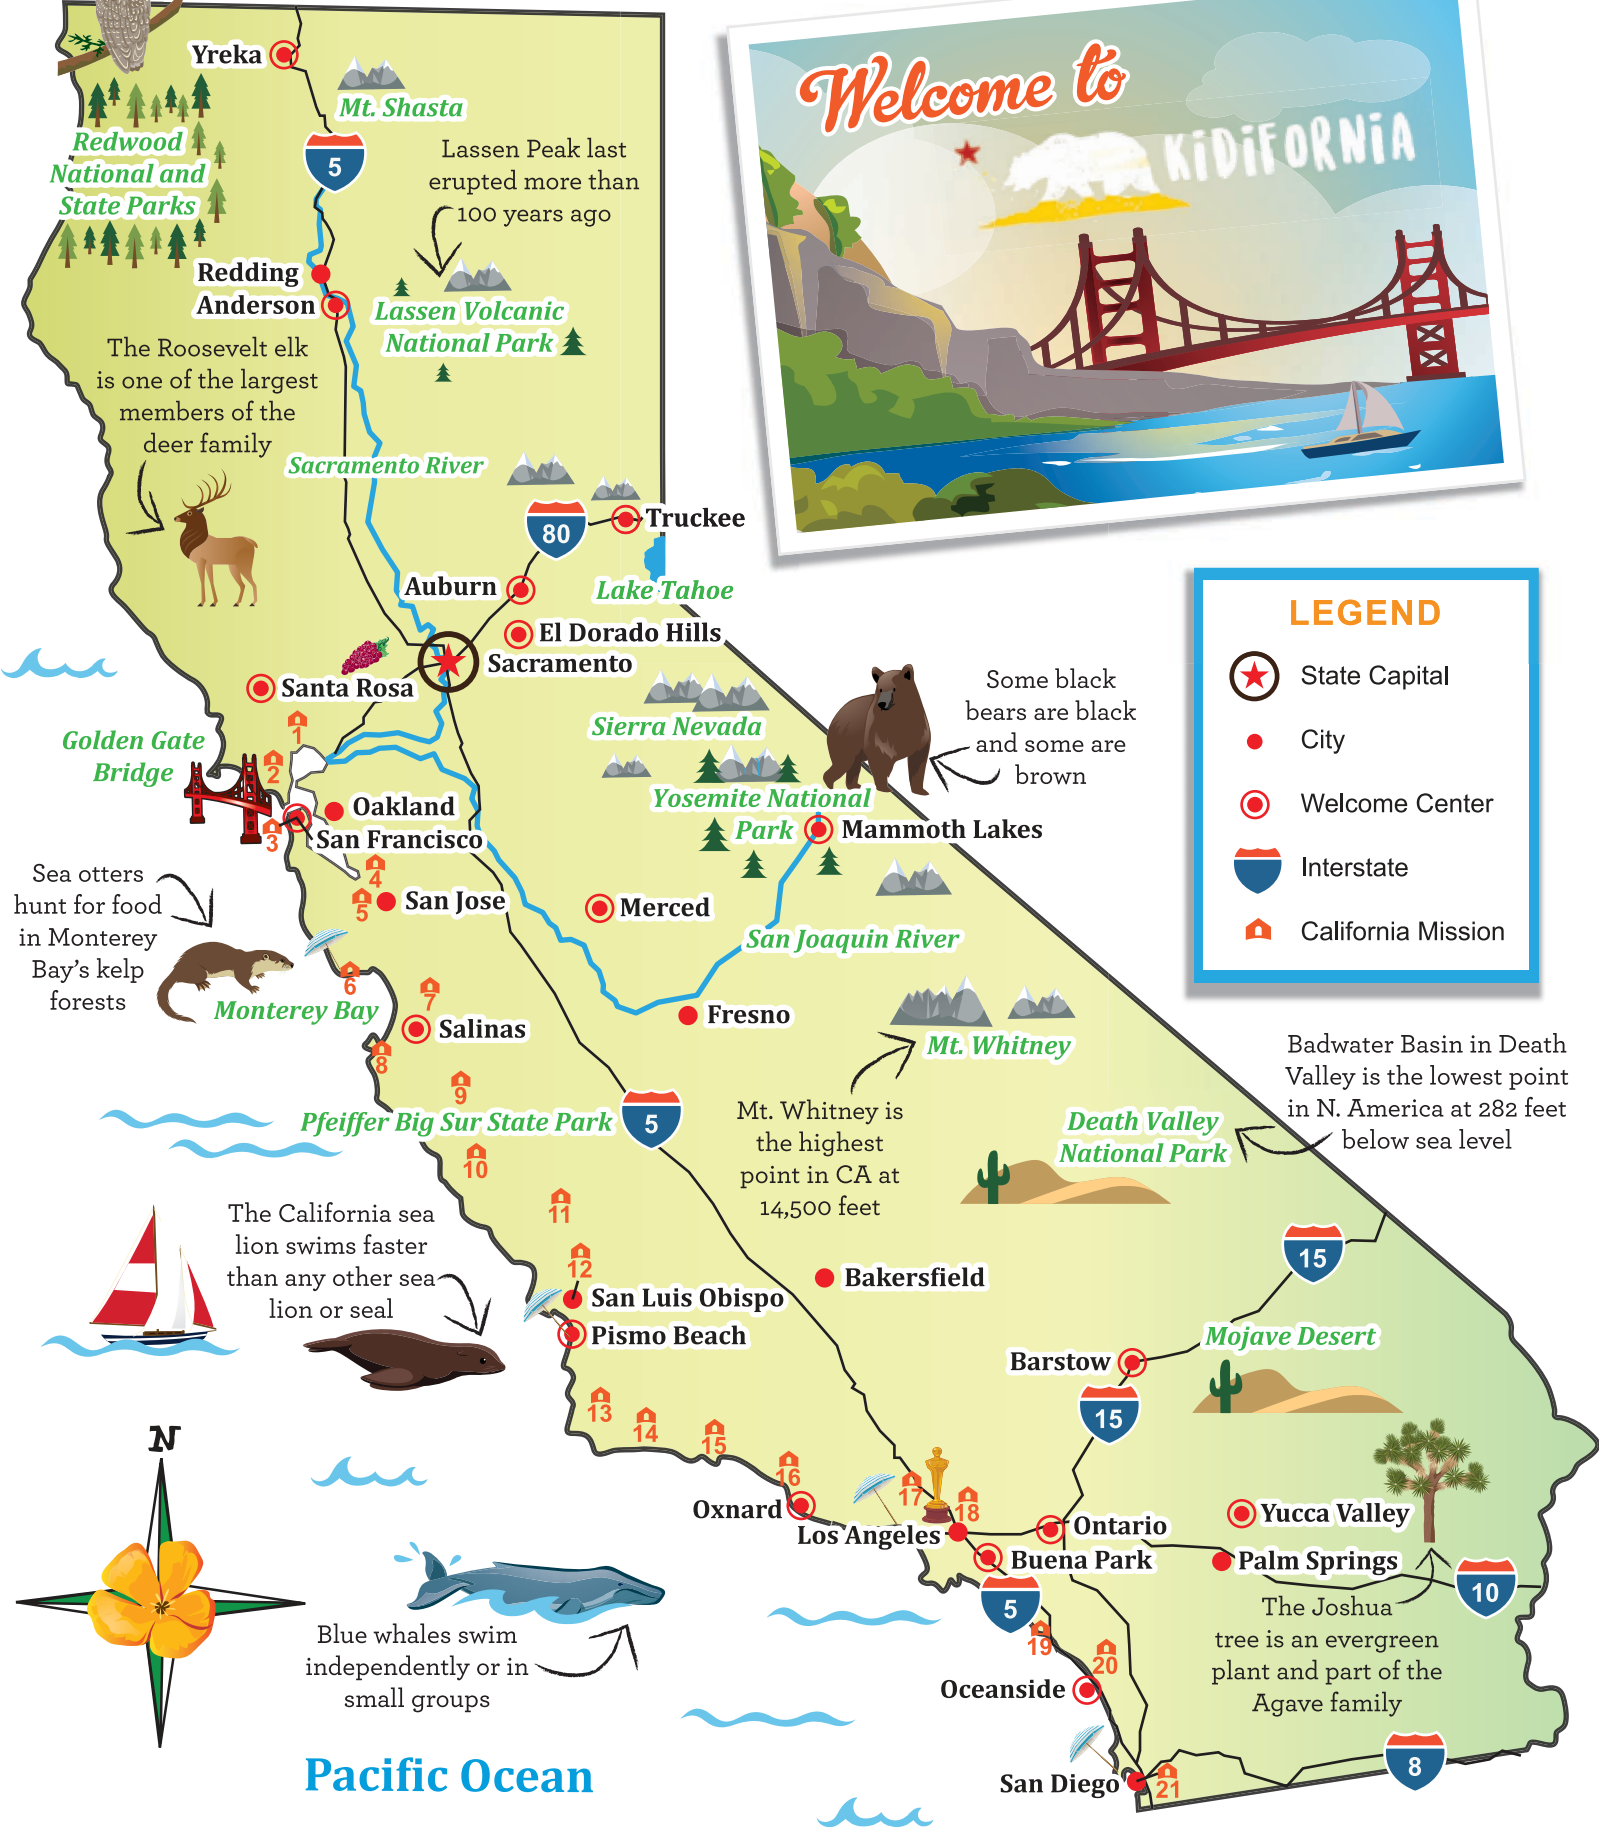 Welcome to
KiDiFORNiA
Yreka
Mt. Shasta
Redwood
National and
State Parks
5
Lassen Peak last
erupted more than
100 years ago
Redding
Anderson
Lassen Volcanic
National Park
The Roosevelt elk
is one of the largest
members of the
deer family
Sacramento River
80
Truckee
Auburn
Lake Tahoe
El Dorado Hills
Sacramento
Santa Rosa
LEGEND
State Capital
City
Welcome Center
Interstate
California Mission
Some black
bears are black
and some are
brown
Sierra Nevada
Golden Gate
Bridge
1
2
3
Oakland
San Francisco
Yosemite National
Park
Mammoth Lakes
4
5
San Jose
Merced
Sea otters
hunt for food
in Monterey
Bay's kelp
forests
San Joaquin River
6
Monterey Bay
7
Salinas
Fresno
Mt. Whitney
8
9
Pfeiffer Big Sur State Park
5
Mt. Whitney is
the highest
point in CA at
14,500 feet
Badwater Basin in Death
Valley is the lowest point
in N. America at 282 feet
below sea level
Death Valley
National Park
10
11
12
The California sea
lion swims faster
than any other sea
lion or seal
San Luis Obispo
Pismo Beach
Bakersfield
15
Mojave Desert
Barstow
15
13
14
15
16
17
18
N
Oxnard
Los Angeles
Ontario
Buena Park
Yucca Valley
Palm Springs
10
5
The Joshua
tree is an evergreen
plant and part of the
Agave family
Blue whales swim
independently or in
small groups
19
20
Oceanside
Pacific Ocean
San Diego
21
8